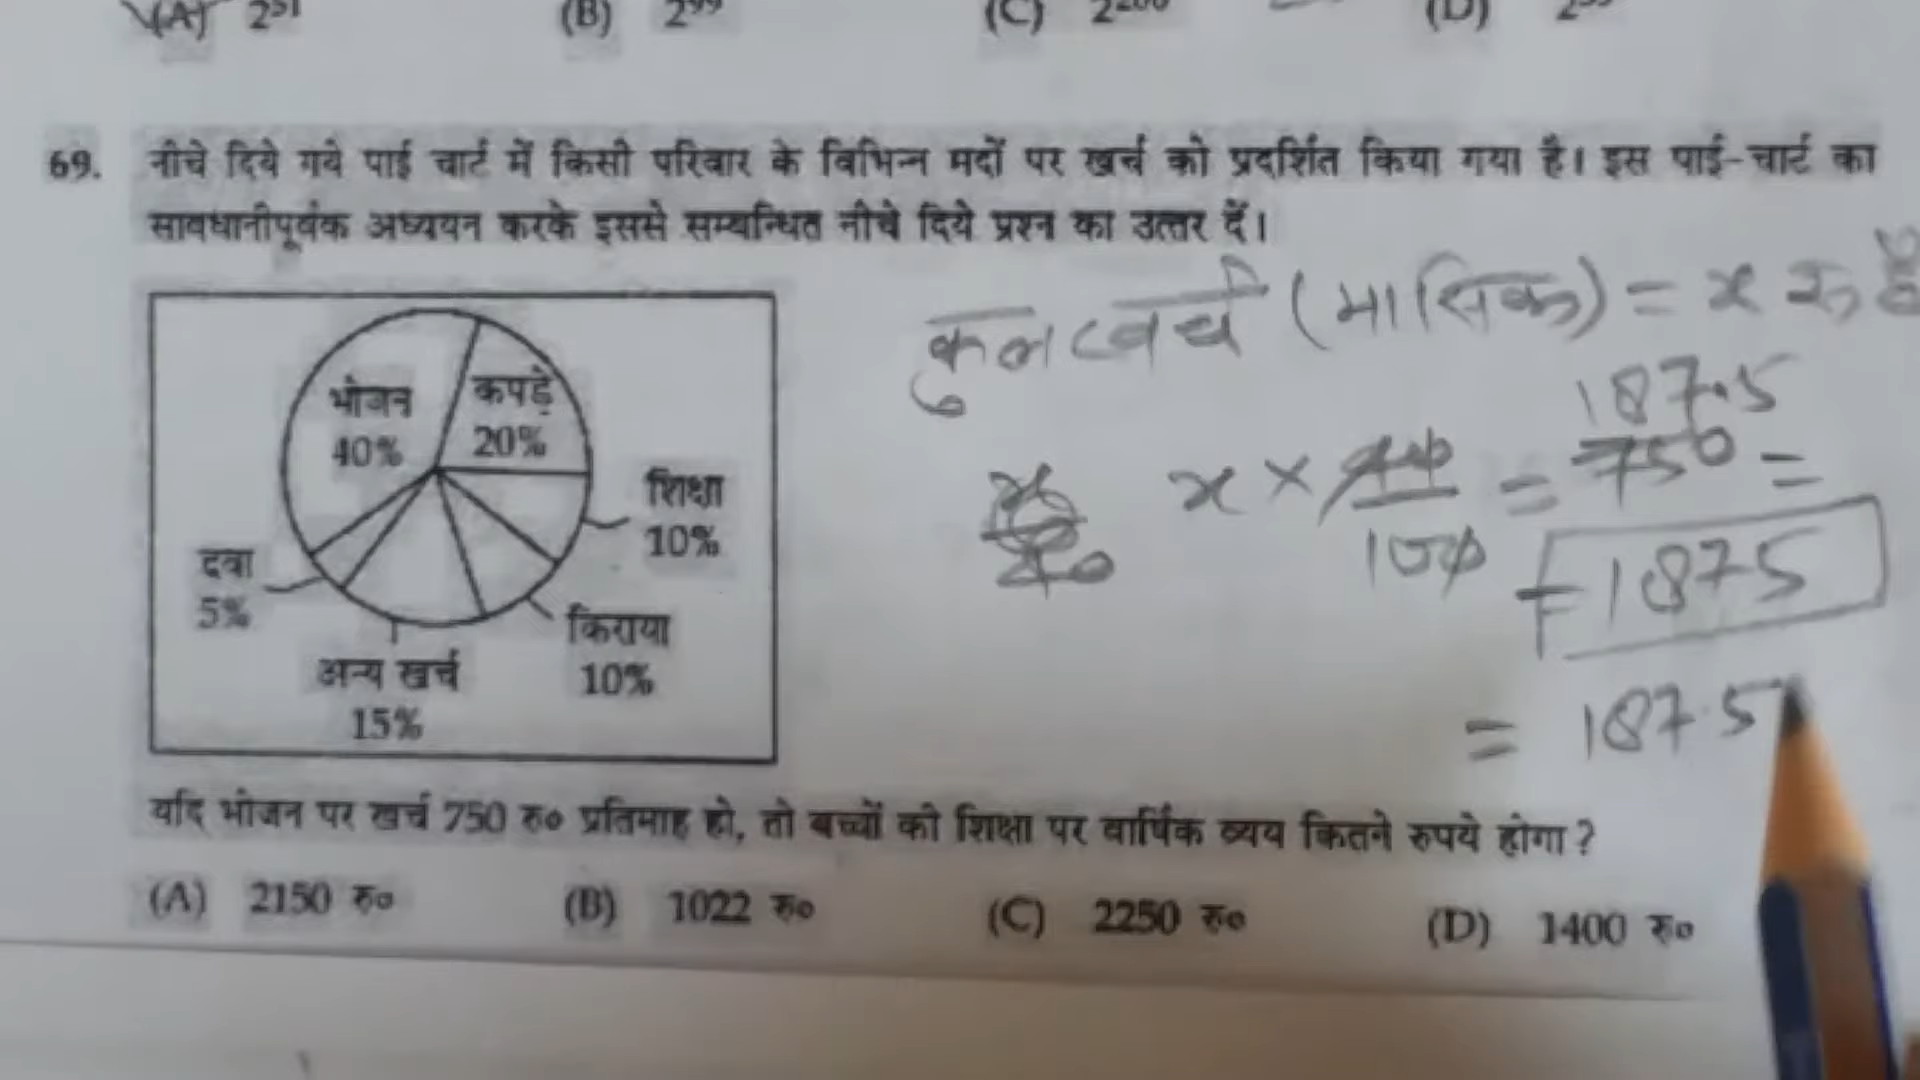 (A) 2⁵¹ (B) 2⁹⁹ (C) 2²⁰⁰ (D)
69. नीचे दिये गये पाई चार्ट में किसी परिवार के विभिन्न मदों पर खर्च को प्रदर्शित किया गया है। इस पाई-चार्ट का
सावधानीपूर्वक अध्ययन करके इससे सम्बन्धित नीचे दिये प्रश्न का उत्तर दें।
कुल खर्च (मासिक) = x रु
भोजन
40%
कपड़े
20%
शिक्षा
10%
किराया
10%
अन्य खर्च
15%
दवा
5%
187.5
x × 40/100 = 750 =
= 1875
= 187.5
यदि भोजन पर खर्च 750 रु० प्रतिमाह हो, तो बच्चों की शिक्षा पर वार्षिक व्यय कितने रुपये होगा?
(A) 2150 रु० (B) 1022 रु० (C) 2250 रु० (D) 1400 रु०